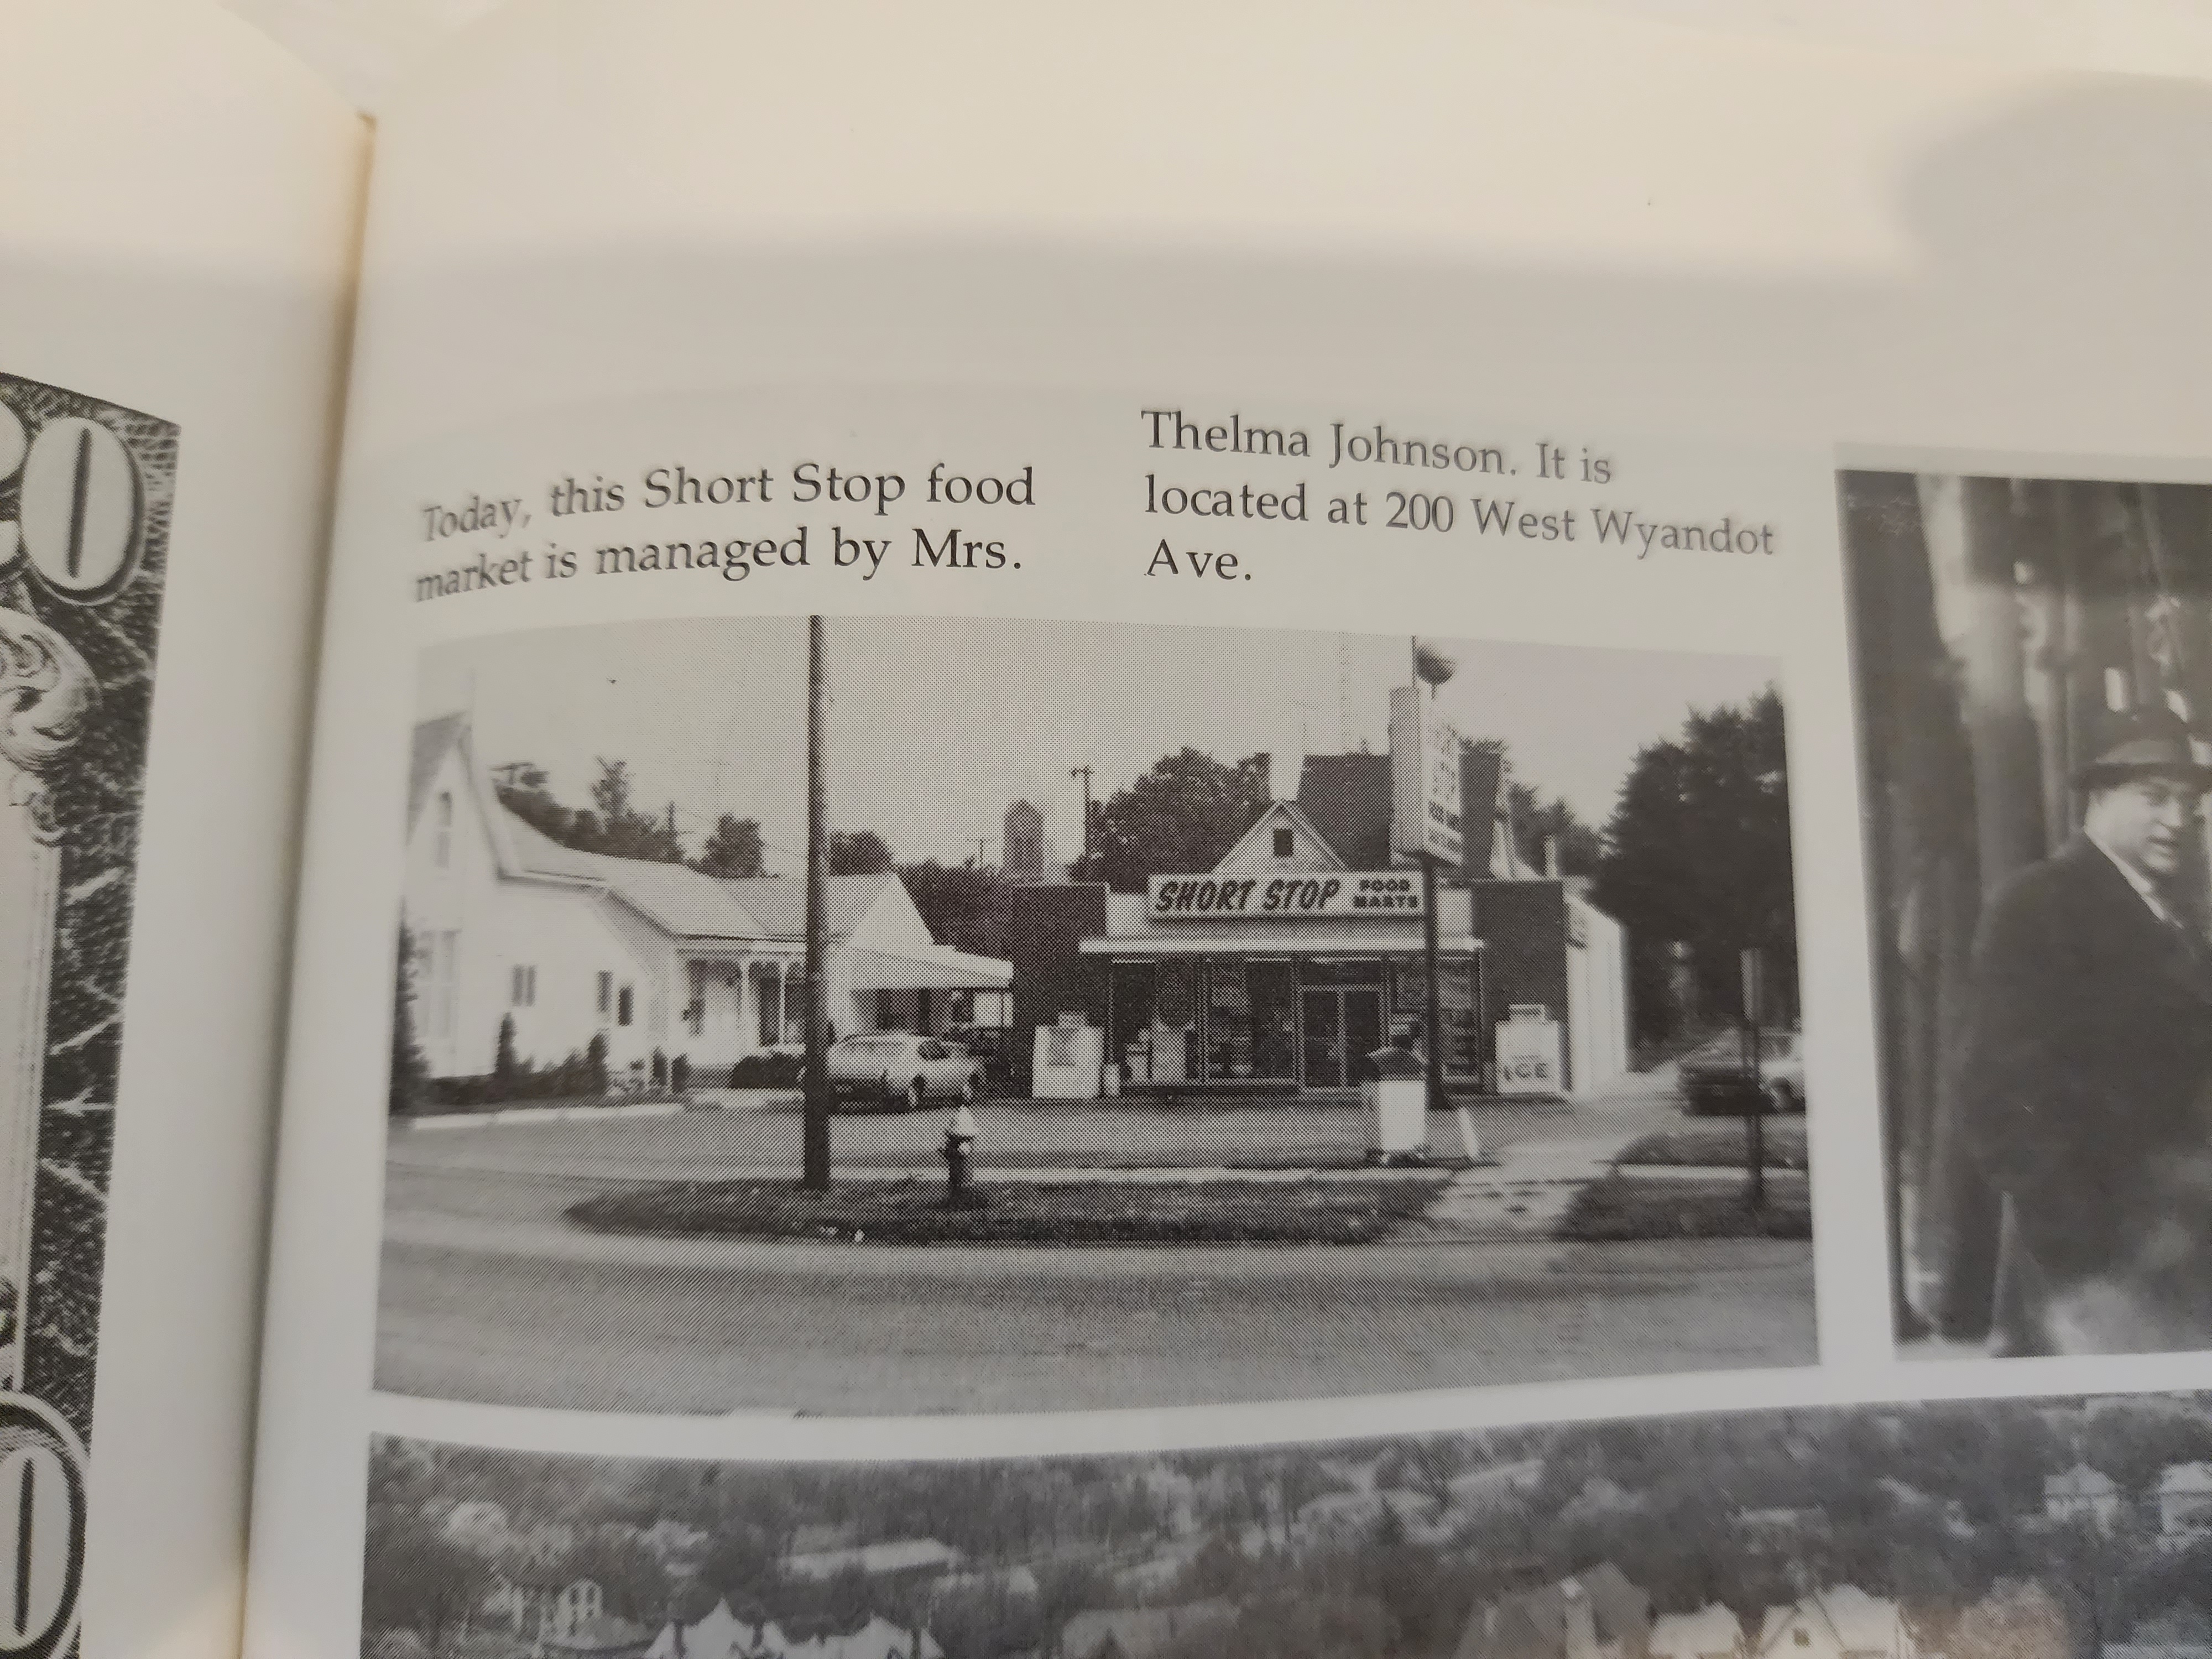 Today, this Short Stop food
market is managed by Mrs.
Thelma Johnson. It is
located at 200 West Wyandot
Ave.
SHORT STOP FOOD
MARTS
ICE